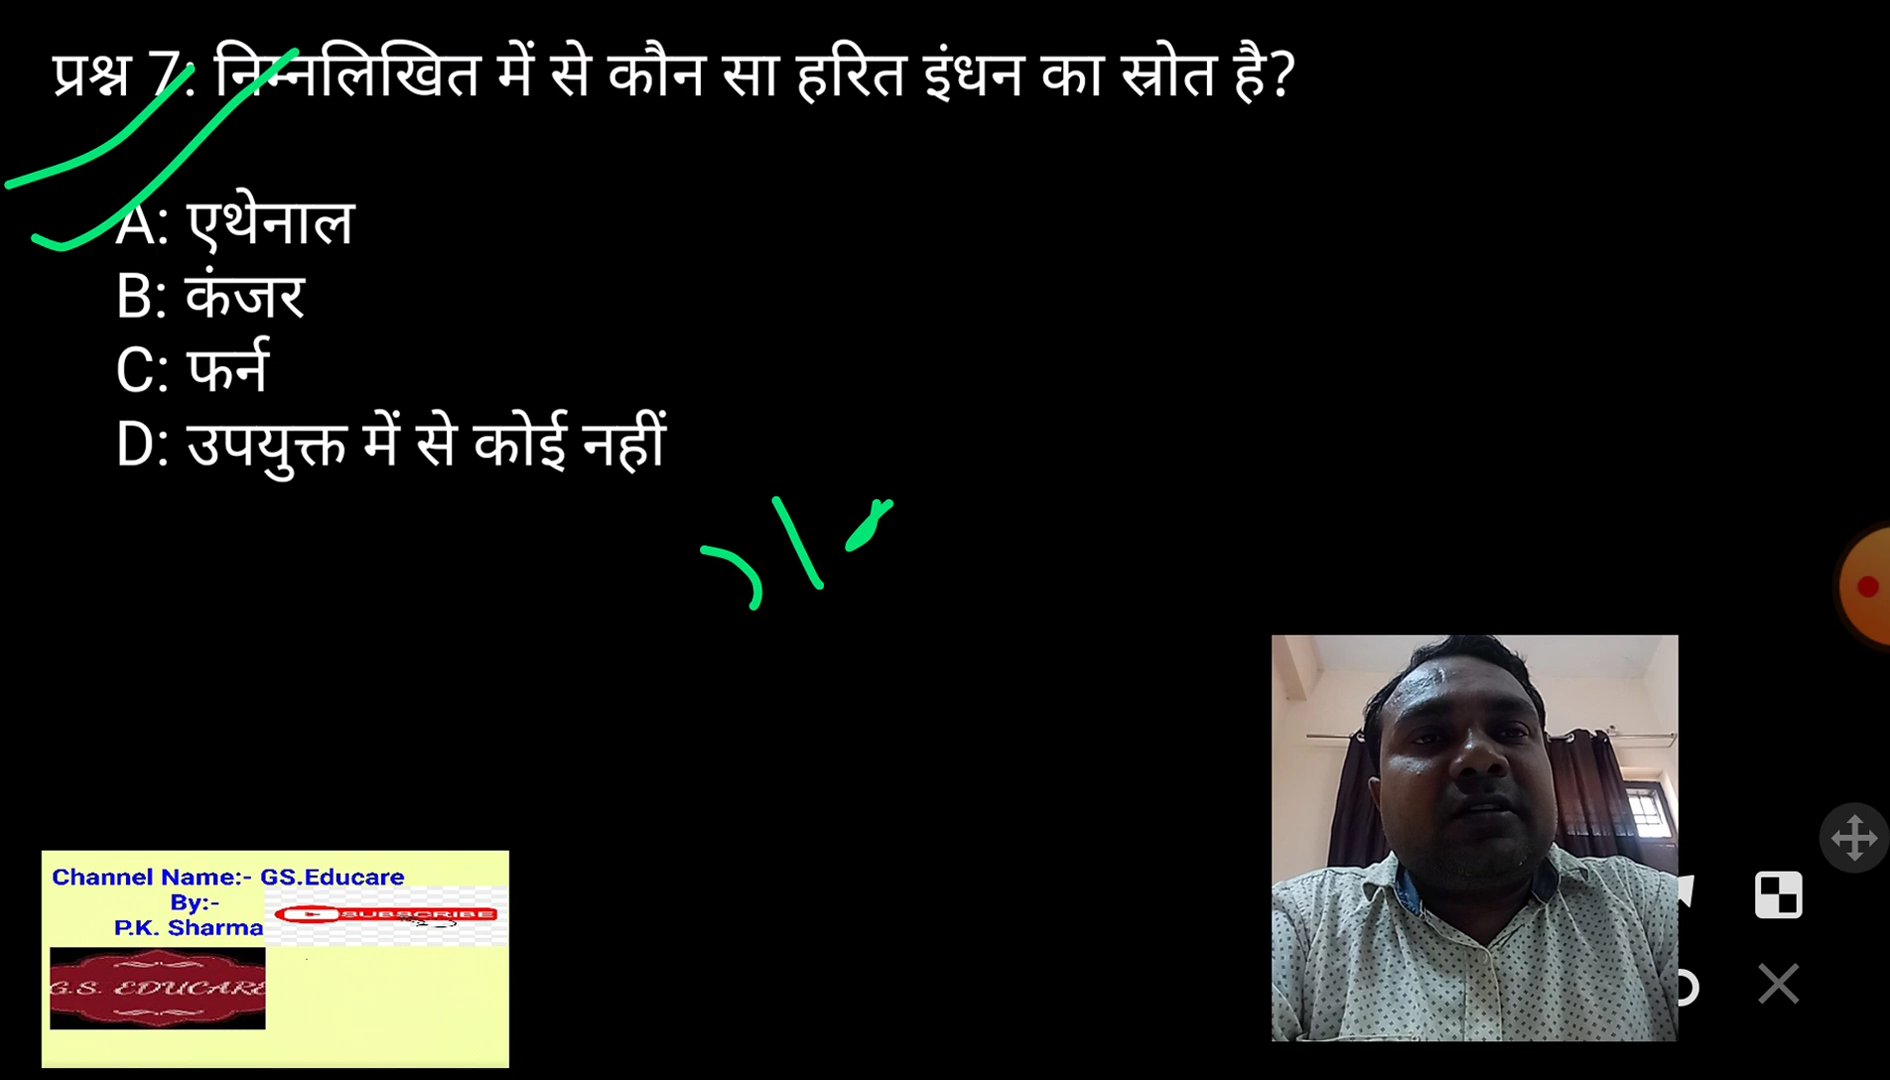 प्रश्न 7: निम्नलिखित में से कौन सा हरित इंधन का स्रोत है?
A: एथेनाल
B: कंजर
C: फर्न
D: उपयुक्त में से कोई नहीं
Channel Name:- GS.Educare
By:-
P.K. Sharma
SUBSCRIBE
G.S. EDUCARE